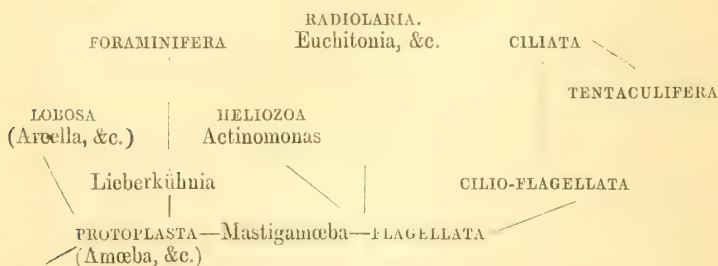 RADIOLARIA.
FORAMINIFERA Euchitonia, &c. CILIATA
TENTACULIFERA
LOBOSA HELIOZOA
(Arcella, &c.) Actinomonas
Lieberkühnia CILIO-FLAGELLATA
PROTOPLASTA—Mastigamœba—FLAGELLATA
(Amœba, &c.)